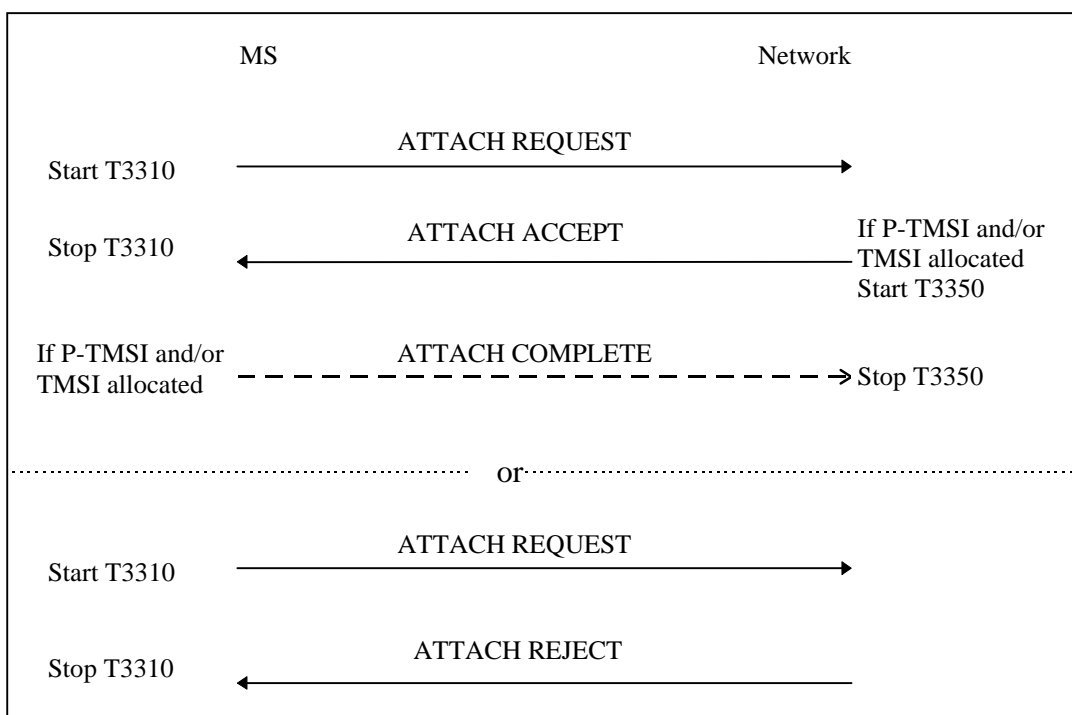 MS Network
ATTACH REQUEST
Start T3310
ATTACH ACCEPT
Stop T3310
If P-TMSI and/or
TMSI allocated
Start T3350
If P-TMSI and/or
TMSI allocated
ATTACH COMPLETE
Stop T3350
or
ATTACH REQUEST
Start T3310
ATTACH REJECT
Stop T3310